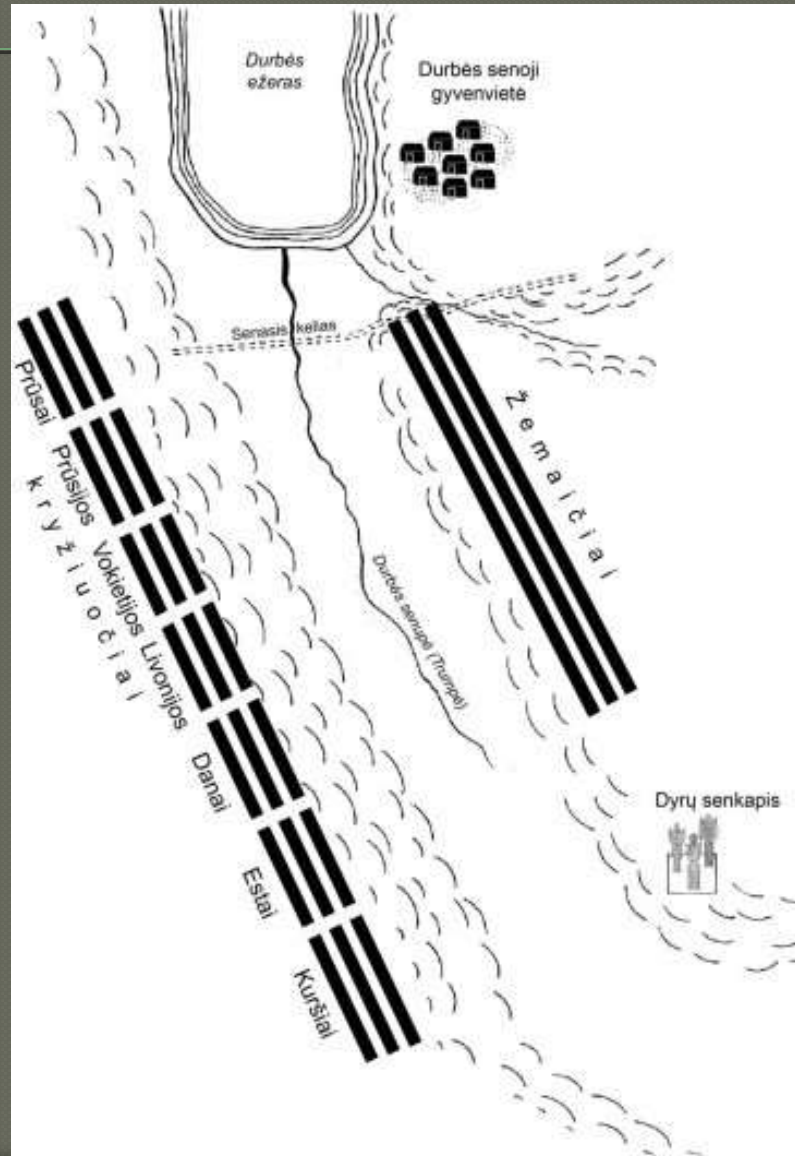 Durbės
ežeras
Durbės senoji
gyvenvietė
Senasis kelias
Prūsai
Prūsijos
Vokietijos
Livonijos
kryžiuočiai
Danai
Estai
Kuršiai
Durbės senupė (Trumpė)
Žemaičiai
Dyrų senkapis